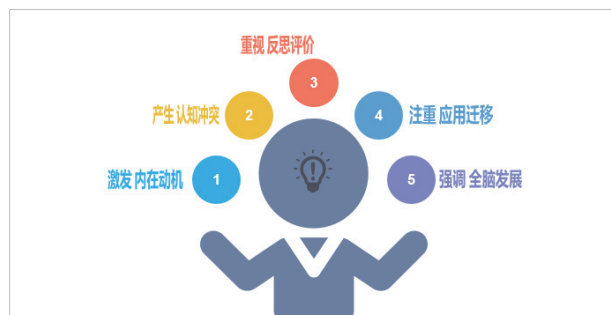 重视 反思评价
3
产生 认知冲突
2
4
注重 应用迁移
激发 内在动机
1
5
强调 全脑发展